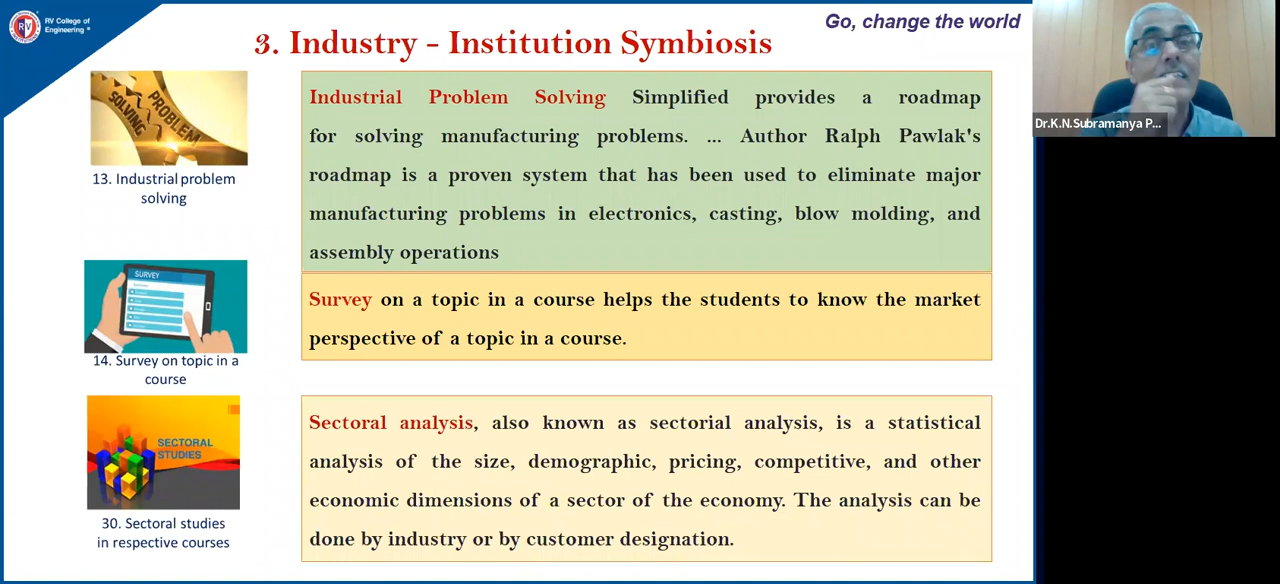 RV College of
Engineering ®
Go, change the world
3. Industry - Institution Symbiosis
SOLVING
PROBLEM
13. Industrial problem
solving
Industrial Problem Solving Simplified provides a roadmap
for solving manufacturing problems. ... Author Ralph Pawlak's
roadmap is a proven system that has been used to eliminate major
manufacturing problems in electronics, casting, blow molding, and
assembly operations
SURVEY
14. Survey on topic in a
course
Survey on a topic in a course helps the students to know the market
perspective of a topic in a course.
SECTORAL
STUDIES
30. Sectoral studies
in respective courses
Sectoral analysis, also known as sectorial analysis, is a statistical
analysis of the size, demographic, pricing, competitive, and other
economic dimensions of a sector of the economy. The analysis can be
done by industry or by customer designation.
Dr.K.N.Subramanya P...